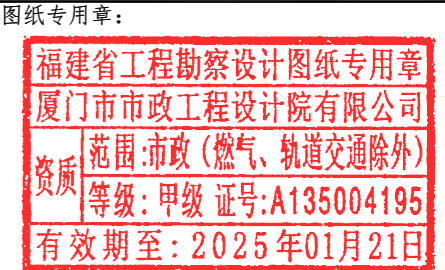 图纸专用章：
福建省工程勘察设计图纸专用章
厦门市市政工程设计院有限公司
资质
范围:市政（燃气、轨道交通除外）
等级：甲级 证号:A135004195
有效期至：2025年01月21日